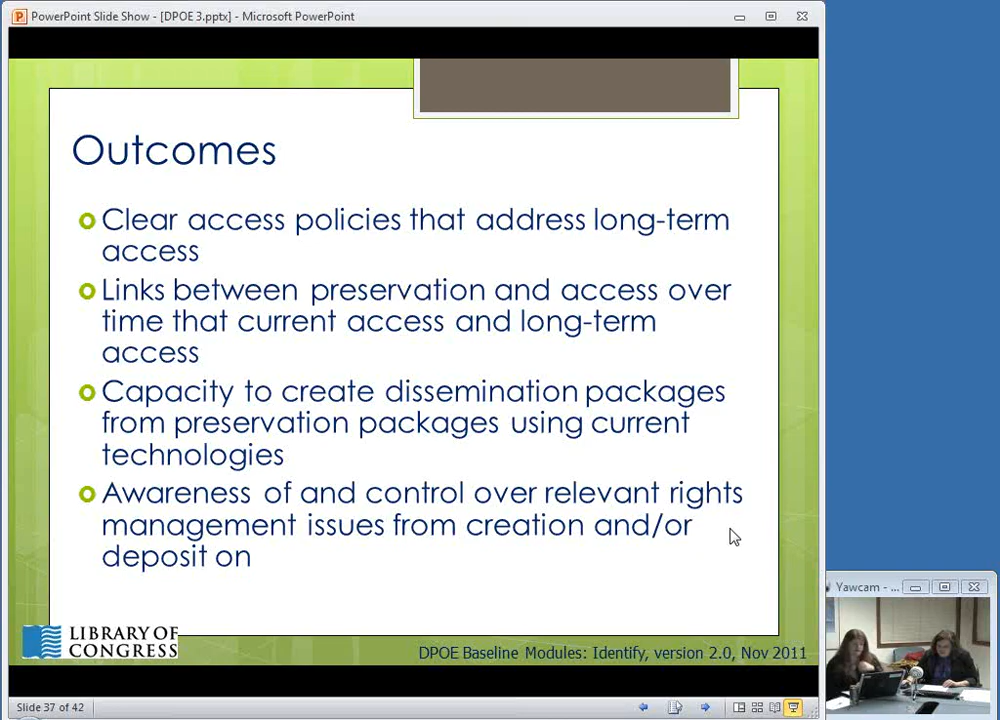 PowerPoint Slide Show - [DPOE 3.pptx] - Microsoft PowerPoint
Outcomes
Clear access policies that address long-term
access
Links between preservation and access over
time that current access and long-term
access
Capacity to create dissemination packages
from preservation packages using current
technologies
Awareness of and control over relevant rights
management issues from creation and/or
deposit on
LIBRARY OF
CONGRESS
DPOE Baseline Modules: Identify, version 2.0, Nov 2011
Slide 37 of 42
Yawcam - ...